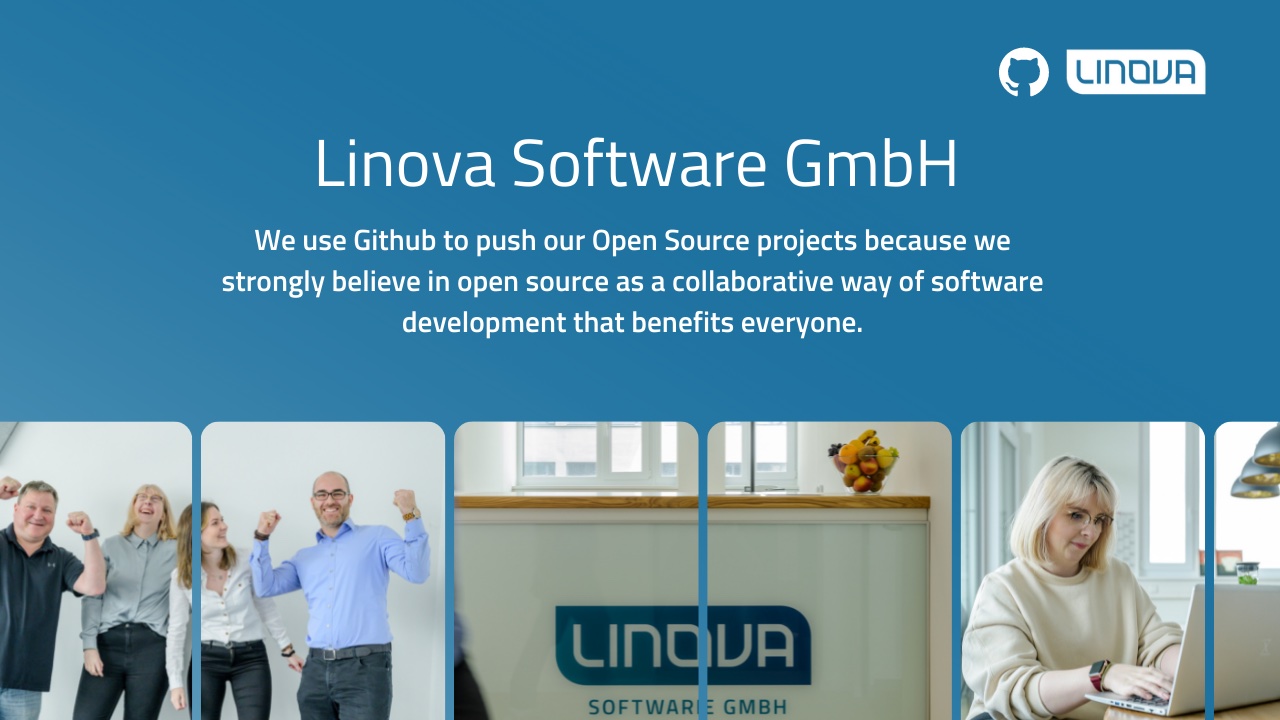 LINOVA
Linova Software GmbH
We use Github to push our Open Source projects because we
strongly believe in open source as a collaborative way of software
development that benefits everyone.
LINOVA
SOFTWARE GMBH